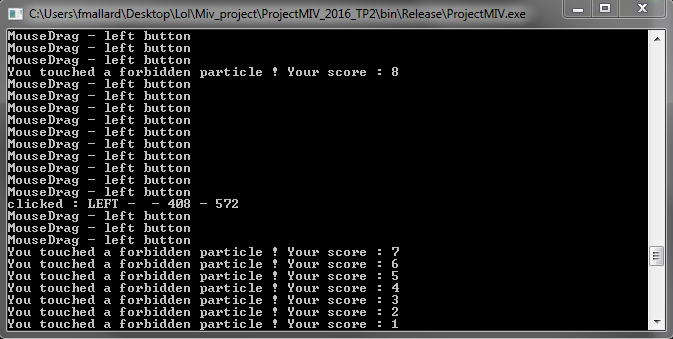 C:\Users\fmallard\Desktop\Lol\Miv_project\ProjectMIV_2016_TP2\bin\Release\ProjectMIV.exe
MouseDrag - left button
MouseDrag - left button
MouseDrag - left button
You touched a forbidden particle ! Your score : 8
MouseDrag - left button
MouseDrag - left button
MouseDrag - left button
MouseDrag - left button
MouseDrag - left button
MouseDrag - left button
MouseDrag - left button
MouseDrag - left button
MouseDrag - left button
MouseDrag - left button
clicked : LEFT -  - 408 - 572
MouseDrag - left button
MouseDrag - left button
MouseDrag - left button
You touched a forbidden particle ! Your score : 7
You touched a forbidden particle ! Your score : 6
You touched a forbidden particle ! Your score : 5
You touched a forbidden particle ! Your score : 4
You touched a forbidden particle ! Your score : 3
You touched a forbidden particle ! Your score : 2
You touched a forbidden particle ! Your score : 1